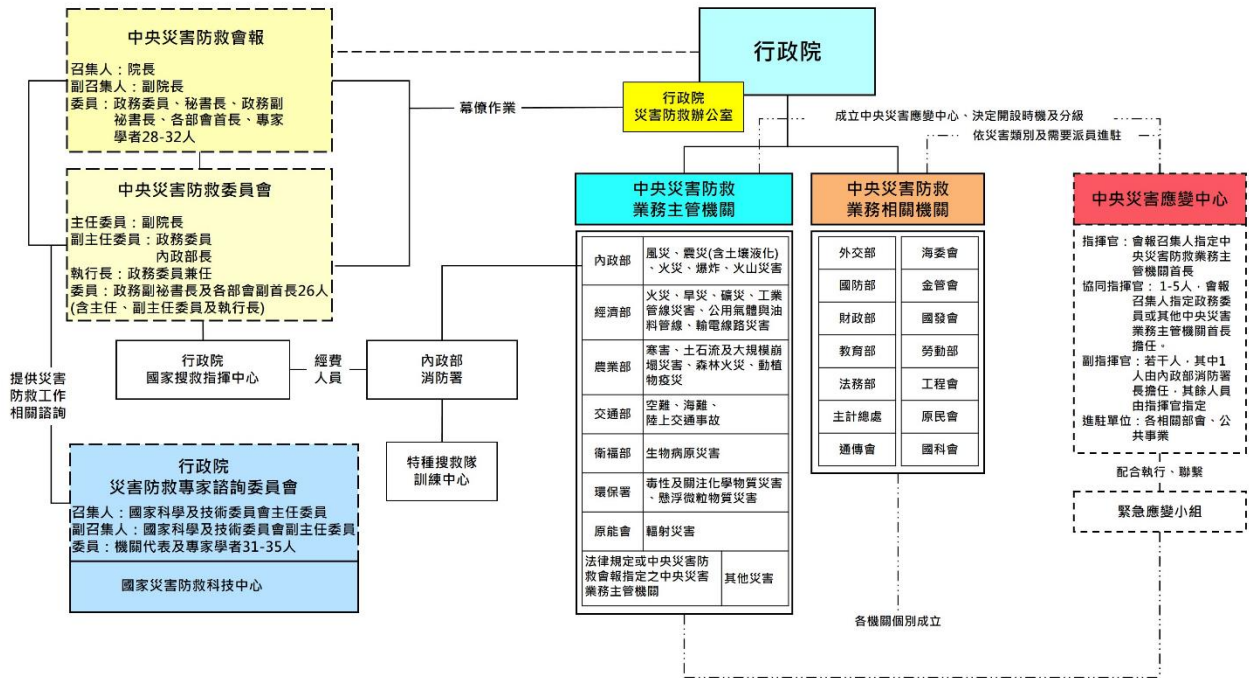 中央災害防救會報
召集人：院長
副召集人：副院長
委員：政務委員、秘書長、政務副
祕書長、各部會首長、專家
學者28-32人
行政院
行政院
災害防救辦公室
幕僚作業
成立中央災害應變中心、決定開設時機及分級
依災害類別及需要派員進駐
中央災害防救委員會
主任委員：副院長
副主任委員：政務委員
內政部長
執行長：政務委員兼任
委員：政務副祕書長及各部會副首長26人
(含主任、副主任委員及執行長)
行政院
國家搜救指揮中心
經費
人員
內政部
消防署
特種搜救隊
訓練中心
提供災害
防救工作
相關諮詢
行政院
災害防救專家諮詢委員會
召集人：國家科學及技術委員會主任委員
副召集人：國家科學及技術委員會副主任委員
委員：機關代表及專家學者31-35人
國家災害防救科技中心
中央災害防救
業務主管機關
內政部
風災、震災(含土壤液化)
、火災、爆炸、火山災害
經濟部
火災、旱災、礦災、工業
管線災害、公用氣體與油
料管線、輸電線路災害
農業部
寒害、土石流及大規模崩
塌災害、森林火災、動植
物疫災
交通部
空難、海難、
陸上交通事故
衛福部
生物病原災害
環保署
毒性及關注化學物質災害
、懸浮微粒物質災害
原能會
輻射災害
法律規定或中央災害防
救會報指定之中央災害
業務主管機關
其他災害
中央災害防救
業務相關機關
外交部
海委會
國防部
金管會
財政部
國發會
教育部
勞動部
法務部
工程會
主計總處
原民會
通傳會
國科會
各機關個別成立
中央災害應變中心
指揮官：會報召集人指定中
央災害防救業務主
管機關首長
協同指揮官： 1-5人，會報
召集人指定政務委
員或其他中央災害
業務主管機關首長
擔任。
副指揮官：若干人，其中1
人由內政部消防署
長擔任，其餘人員
由指揮官指定
進駐單位：各相關部會、公
共事業
配合執行、聯繫
緊急應變小組